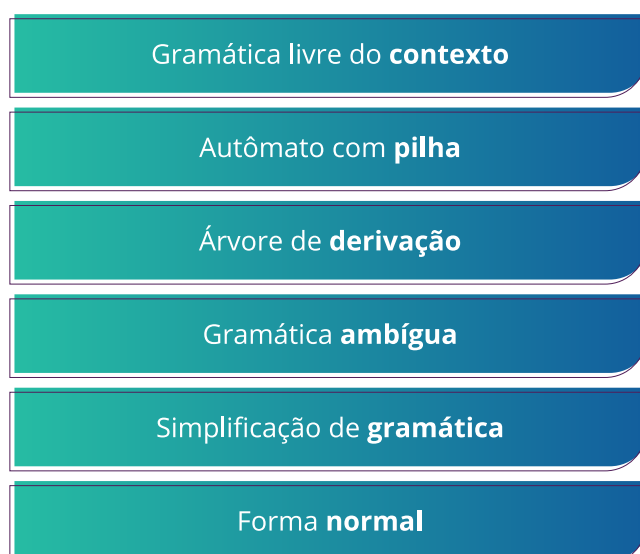 Gramática livre do contexto
Autômato com pilha
Árvore de derivação
Gramática ambígua
Simplificação de gramática
Forma normal